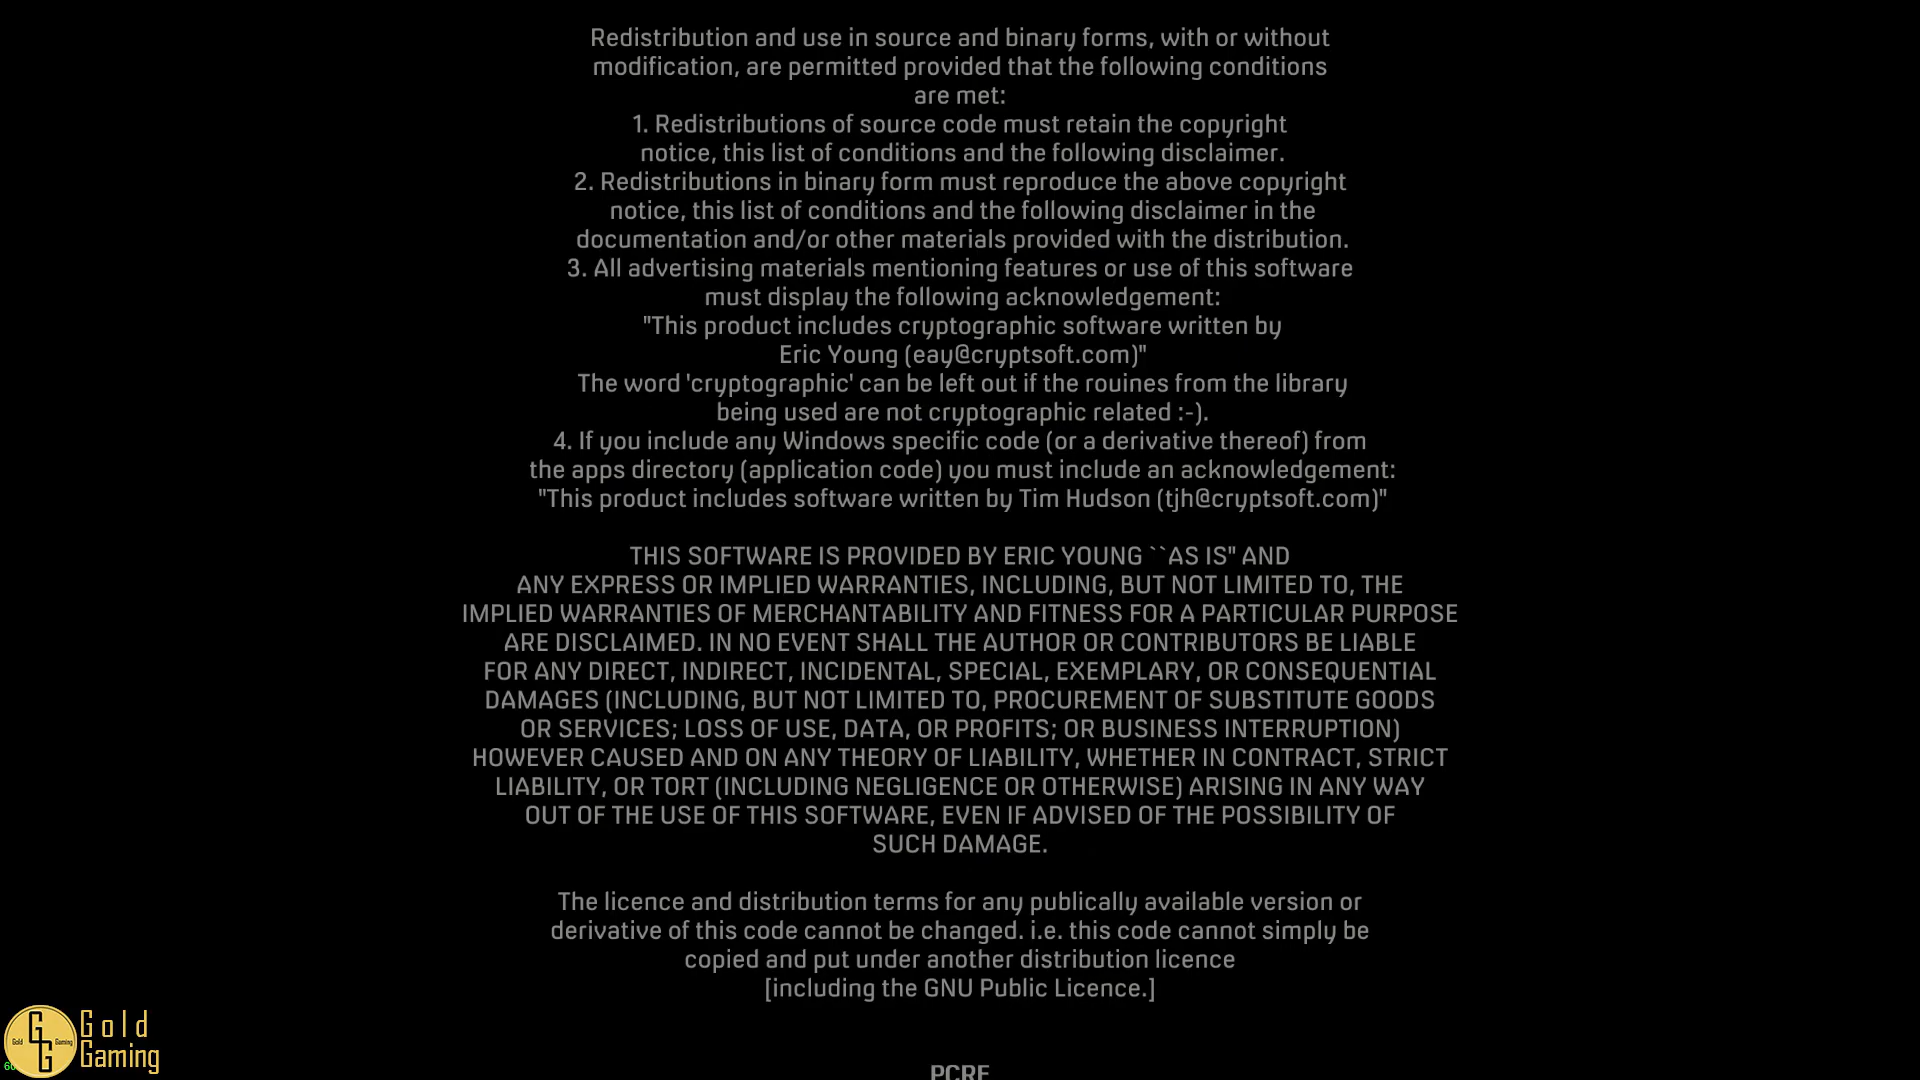 Redistribution and use in source and binary forms, with or without
modification, are permitted provided that the following conditions
are met:
1. Redistributions of source code must retain the copyright
notice, this list of conditions and the following disclaimer.
2. Redistributions in binary form must reproduce the above copyright
notice, this list of conditions and the following disclaimer in the
documentation and/or other materials provided with the distribution.
3. All advertising materials mentioning features or use of this software
must display the following acknowledgement:
"This product includes cryptographic software written by
Eric Young (eay@cryptsoft.com)"
The word 'cryptographic' can be left out if the rouines from the library
being used are not cryptographic related :-).
4. If you include any Windows specific code (or a derivative thereof) from
the apps directory (application code) you must include an acknowledgement:
"This product includes software written by Tim Hudson (tjh@cryptsoft.com)"
THIS SOFTWARE IS PROVIDED BY ERIC YOUNG ``AS IS" AND
ANY EXPRESS OR IMPLIED WARRANTIES, INCLUDING, BUT NOT LIMITED TO, THE
IMPLIED WARRANTIES OF MERCHANTABILITY AND FITNESS FOR A PARTICULAR PURPOSE
ARE DISCLAIMED. IN NO EVENT SHALL THE AUTHOR OR CONTRIBUTORS BE LIABLE
FOR ANY DIRECT, INDIRECT, INCIDENTAL, SPECIAL, EXEMPLARY, OR CONSEQUENTIAL
DAMAGES (INCLUDING, BUT NOT LIMITED TO, PROCUREMENT OF SUBSTITUTE GOODS
OR SERVICES; LOSS OF USE, DATA, OR PROFITS; OR BUSINESS INTERRUPTION)
HOWEVER CAUSED AND ON ANY THEORY OF LIABILITY, WHETHER IN CONTRACT, STRICT
LIABILITY, OR TORT (INCLUDING NEGLIGENCE OR OTHERWISE) ARISING IN ANY WAY
OUT OF THE USE OF THIS SOFTWARE, EVEN IF ADVISED OF THE POSSIBILITY OF
SUCH DAMAGE.
The licence and distribution terms for any publically available version or
derivative of this code cannot be changed. i.e. this code cannot simply be
copied and put under another distribution licence
[including the GNU Public Licence.]
PCRE
GG
Gold Gaming
Gold
Gaming